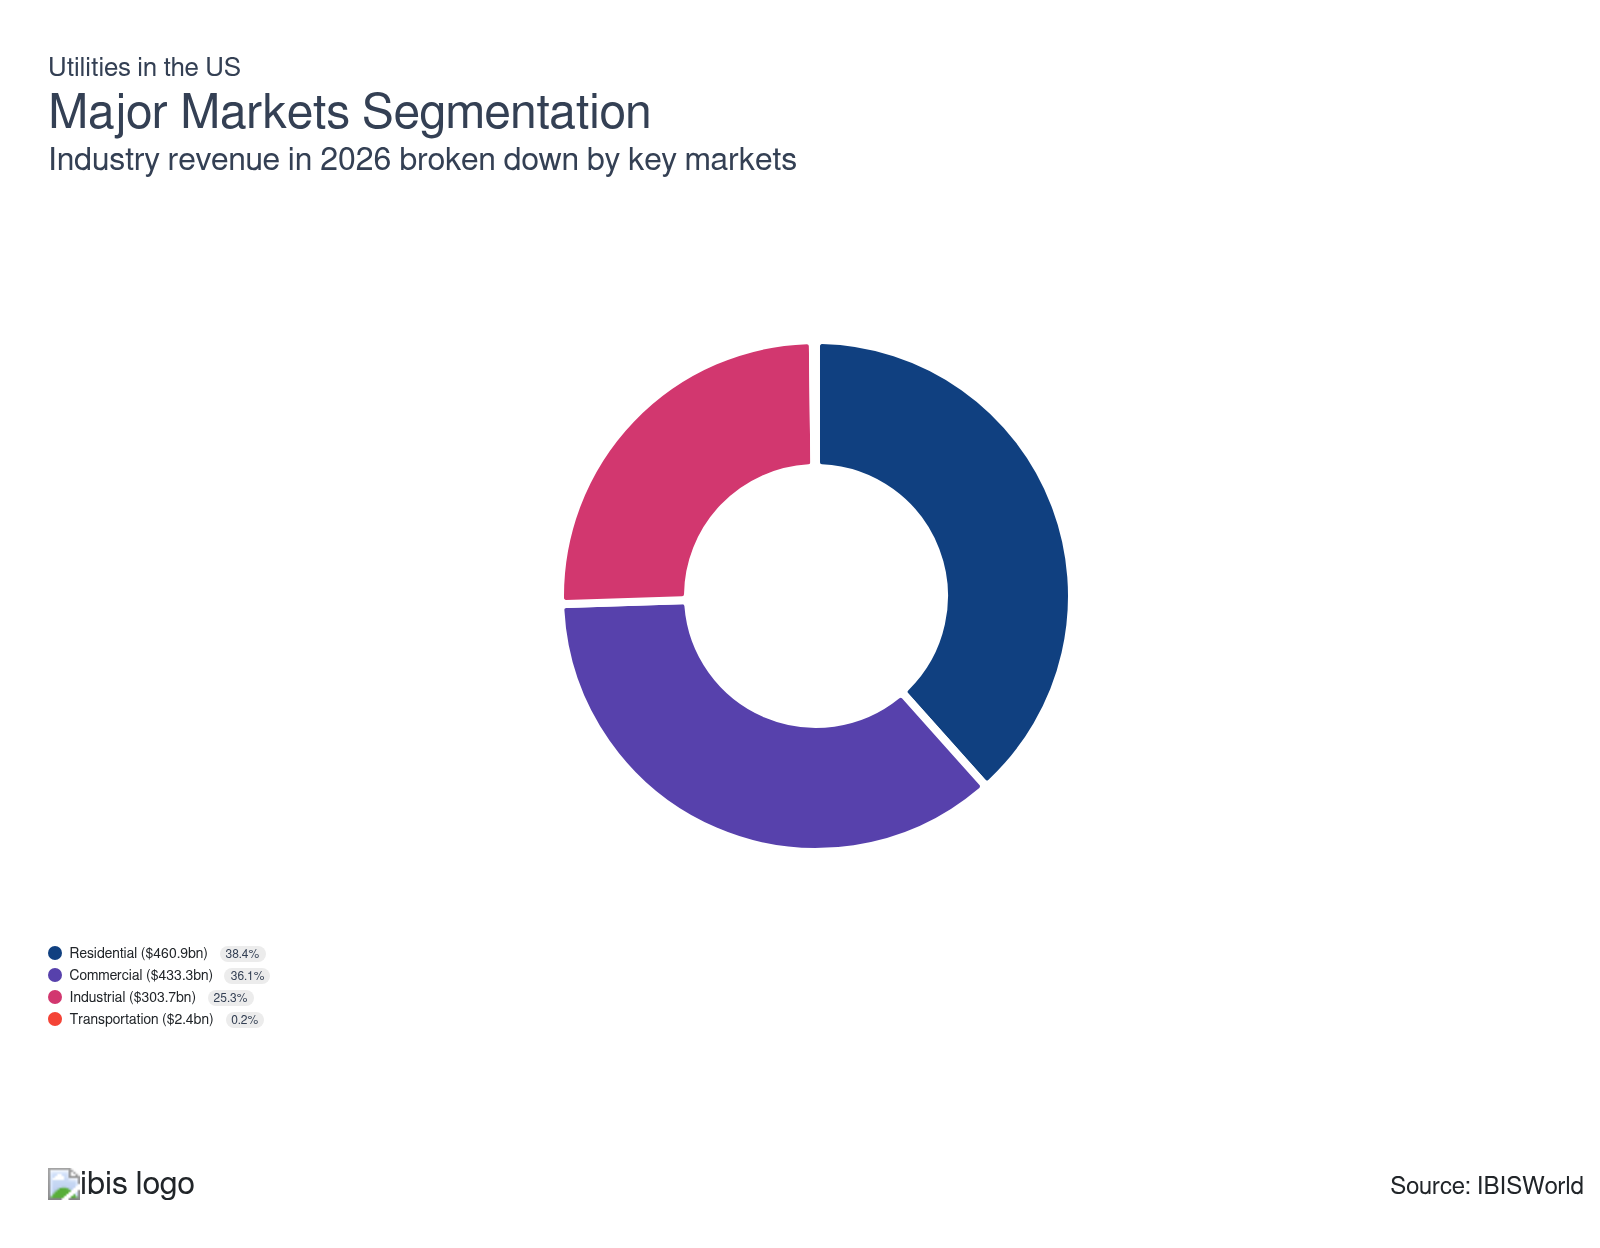 Utilities in the US
Major Markets Segmentation
Industry revenue in 2026 broken down by key markets
Residential ($460.9bn) 38.4%
Commercial ($433.3bn) 36.1%
Industrial ($303.7bn) 25.3%
Transportation ($2.4bn) 0.2%
ibis logo
Source: IBISWorld